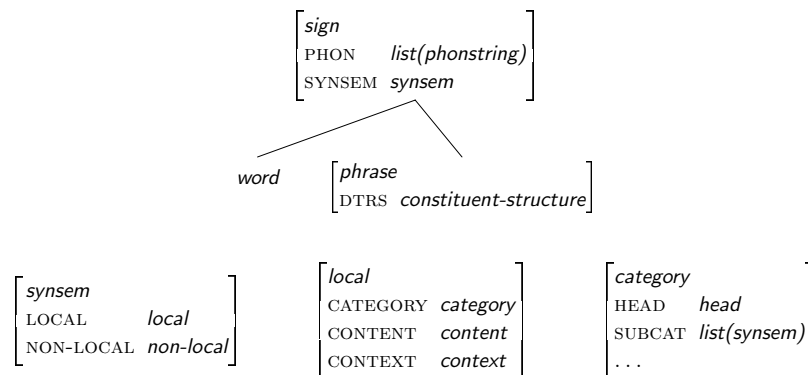 sign
PHON list(phonstring)
SYNSEM synsem
word
phrase
DTRS constituent-structure
synsem
LOCAL local
NON-LOCAL non-local
local
CATEGORY category
CONTENT content
CONTEXT context
category
HEAD head
SUBCAT list(synsem)
...